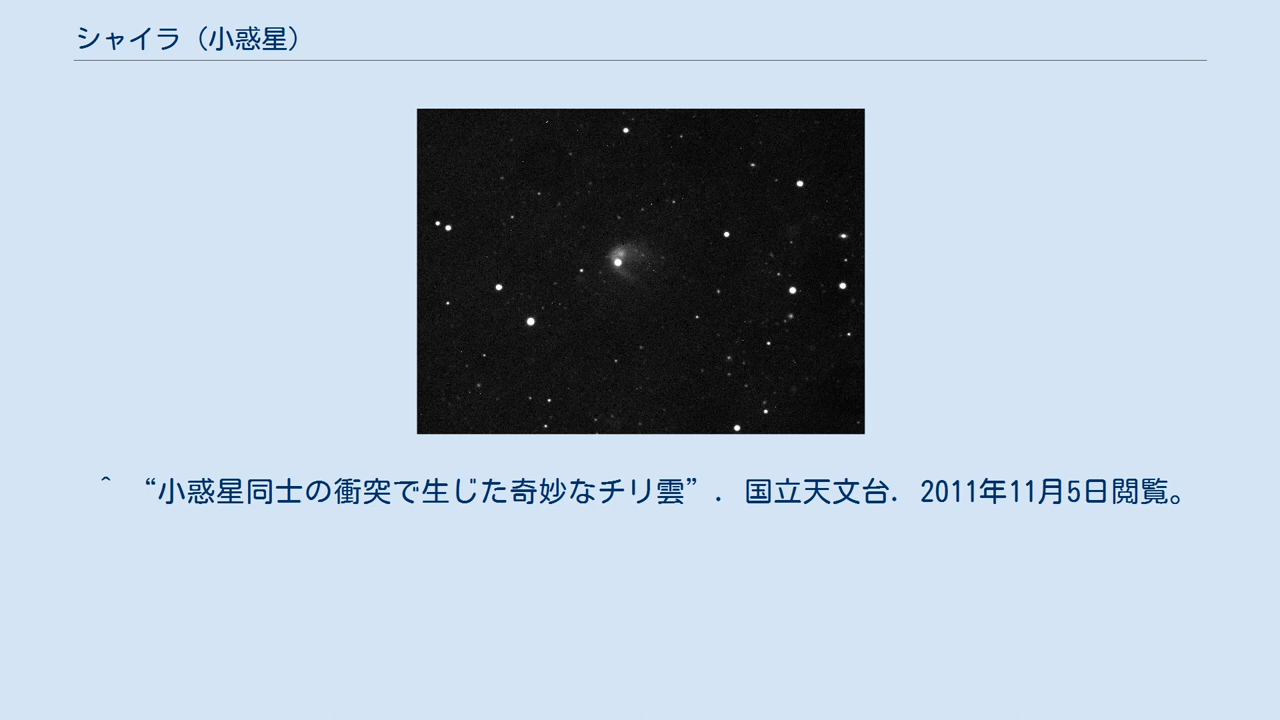 シャイラ（小惑星）
^ “小惑星同士の衝突で生じた奇妙なチリ雲”. 国立天文台. 2011年11月5日閲覧。